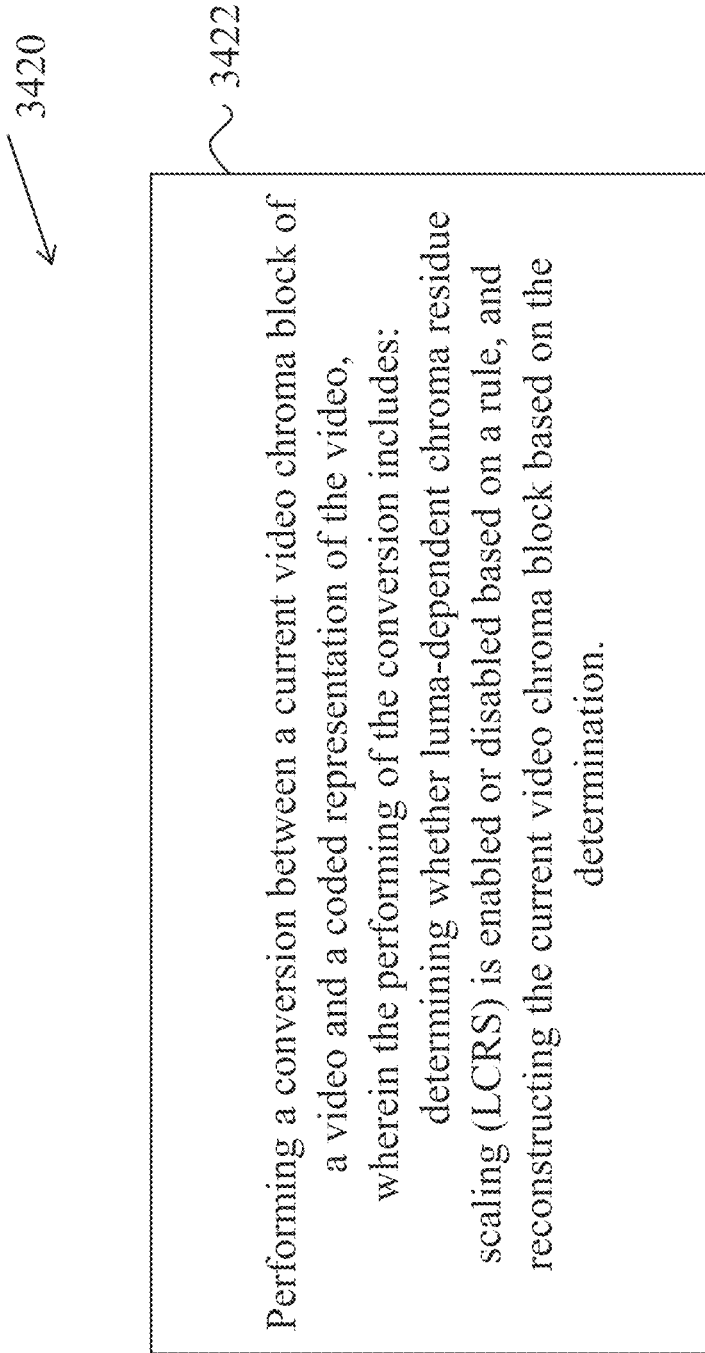 3420
3422
Performing a conversion between a current video chroma block of
a video and a coded representation of the video,
wherein the performing of the conversion includes:
determining whether luma-dependent chroma residue
scaling (LCRS) is enabled or disabled based on a rule, and
reconstructing the current video chroma block based on the
determination.